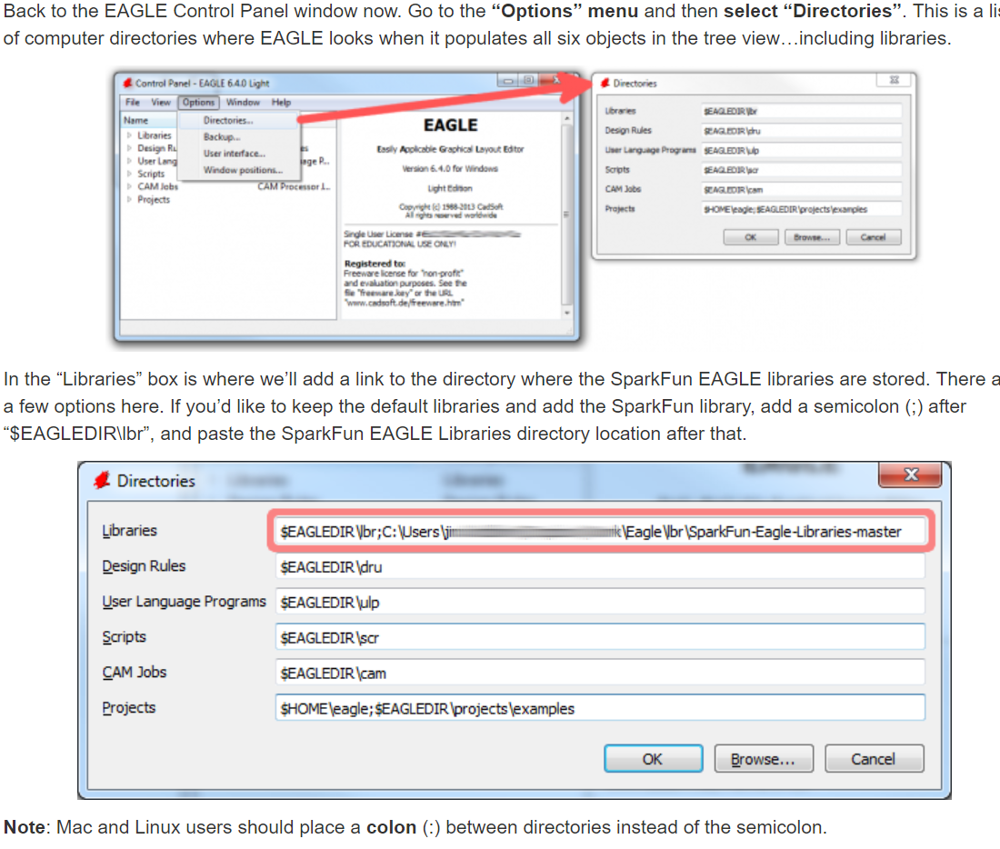 Back to the EAGLE Control Panel window now. Go to the “Options” menu and then select “Directories”. This is a
of computer directories where EAGLE looks when it populates all six objects in the tree view…including libraries.
Control Panel - EAGLE 6.4.0 Light
File View Options Window Help
Name
Directories...
Backup...
User interface...
Window positions...
Libraries
Design Ru
User Lang
Scripts
CAM Jobs CAM Processor J...
Projects
EAGLE
Easily Applicable Graphical Layout Editor
Version 6.4.0 for Windows
Light Edition
Copyright (c) 1988-2013 CadSoft
All rights reserved worldwide
Single User License
FOR EDUCATIONAL USE ONLY!
Registered to:
Freeware license for "non-profit"
and evaluation purposes. See the
file "freeware.key" or the URL
"www.cadsoft.de/freeware.htm"
Directories
Libraries $EAGLEDIR\lbr
Design Rules $EAGLEDIR\dru
User Language Programs $EAGLEDIR\ulp
Scripts $EAGLEDIR\scr
CAM Jobs $EAGLEDIR\cam
Projects $HOME\eagle;$EAGLEDIR\projects\examples
OK Browse... Cancel
In the “Libraries” box is where we’ll add a link to the directory where the SparkFun EAGLE libraries are stored. There
a few options here. If you’d like to keep the default libraries and add the SparkFun library, add a semicolon (;) after
“$EAGLEDIR\lbr”, and paste the SparkFun EAGLE Libraries directory location after that.
Directories
Libraries $EAGLEDIR\lbr;C:\Users\ \Eagle\lbr\SparkFun-Eagle-Libraries-master
Design Rules $EAGLEDIR\dru
User Language Programs $EAGLEDIR\ulp
Scripts $EAGLEDIR\scr
CAM Jobs $EAGLEDIR\cam
Projects $HOME\eagle;$EAGLEDIR\projects\examples
OK Browse... Cancel
Note: Mac and Linux users should place a colon (:) between directories instead of the semicolon.